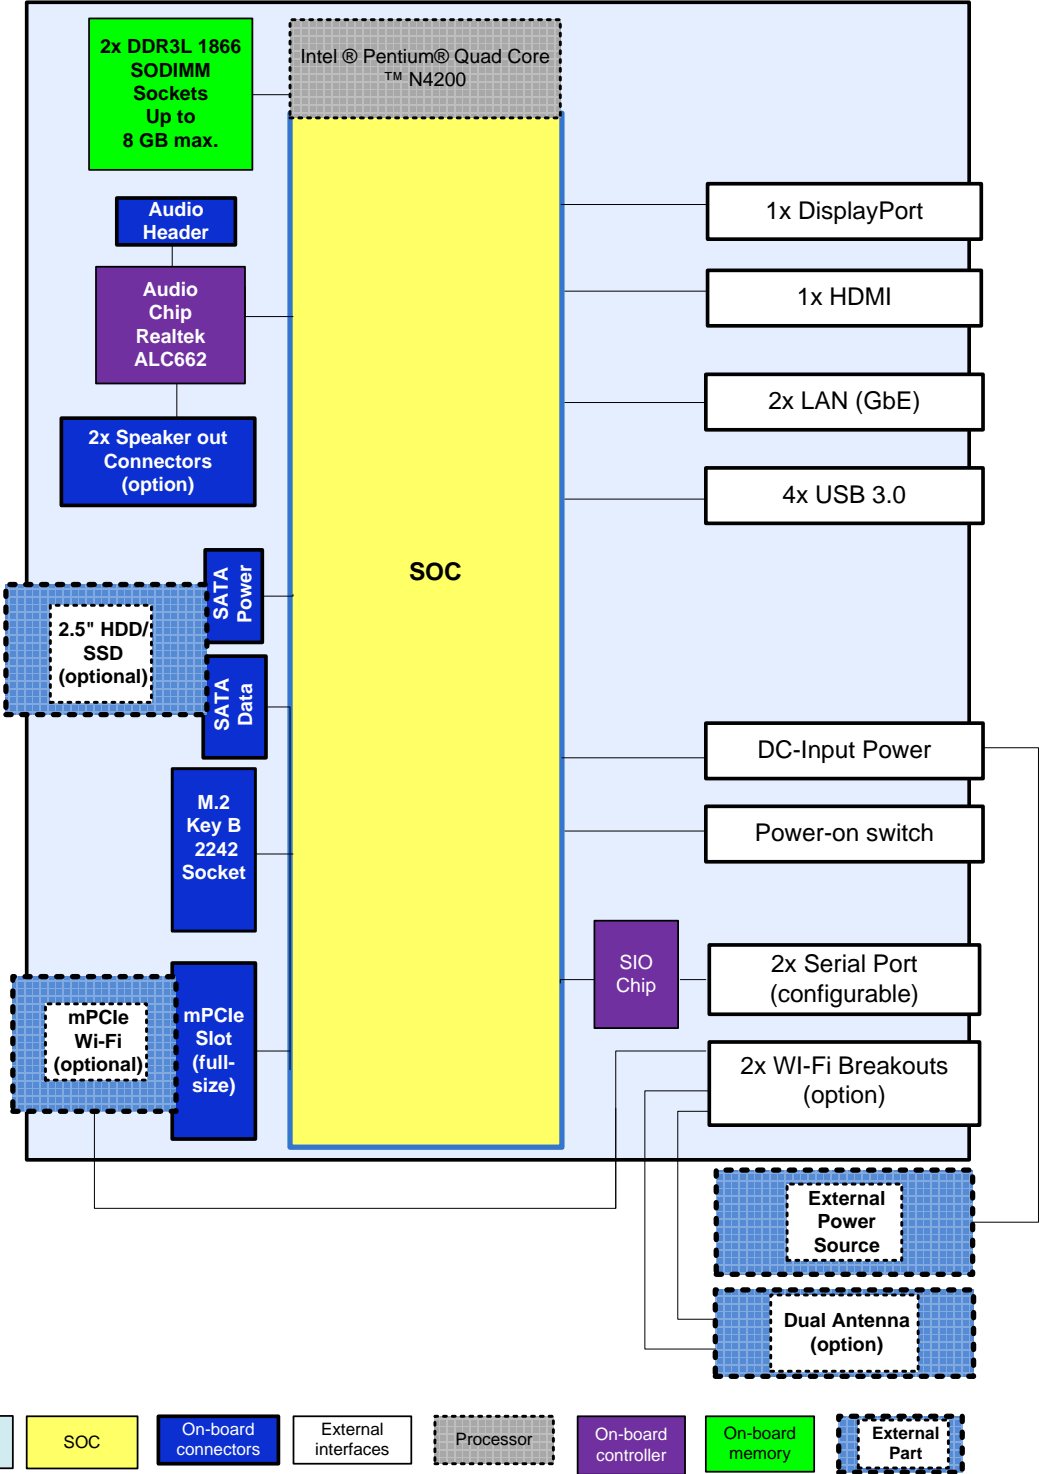 2x DDR3L 1866
SODIMM
Sockets
Up to
8 GB max.
Intel ® Pentium® Quad Core
™ N4200
Audio
Header
Audio
Chip
Realtek
ALC662
2x Speaker out
Connectors
(option)
SATA
Power
2.5" HDD/
SSD
(optional)
SATA
Data
M.2
Key B
2242
Socket
mPCIe
Wi-Fi
(optional)
mPCIe
Slot
(full-
size)
SOC
1x DisplayPort
1x HDMI
2x LAN (GbE)
4x USB 3.0
DC-Input Power
Power-on switch
SIO
Chip
2x Serial Port
(configurable)
2x WI-Fi Breakouts
(option)
External
Power
Source
Dual Antenna
(option)
SOC
On-board
connectors
External
interfaces
Processor
On-board
controller
On-board
memory
External
Part